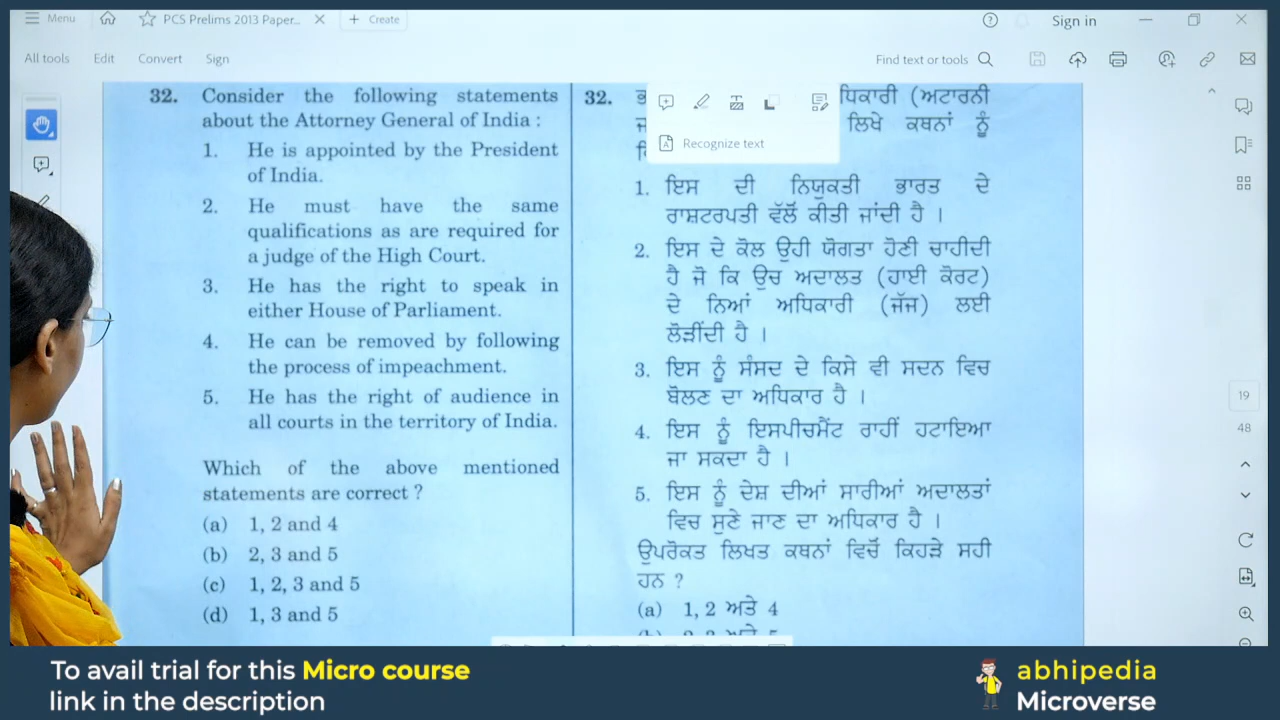 Menu
PCS Prelims 2013 Paper...
Create
Sign in
All tools
Edit
Convert
Sign
Find text or tools
32. Consider the following statements
about the Attorney General of India :
1. He is appointed by the President
of India.
2. He must have the same
qualifications as are required for
a judge of the High Court.
3. He has the right to speak in
either House of Parliament.
4. He can be removed by following
the process of impeachment.
5. He has the right of audience in
all courts in the territory of India.
Which of the above mentioned
statements are correct ?
(a) 1, 2 and 4
(b) 2, 3 and 5
(c) 1, 2, 3 and 5
(d) 1, 3 and 5
32.
ਧਿਕਾਰੀ (ਅਟਾਰਨੀ
ਲਿਖੇ ਕਥਨਾਂ ਨੂੰ
Recognize text
1. ਇਸ ਦੀ ਨਿਯੁਕਤੀ ਭਾਰਤ ਦੇ
ਰਾਸ਼ਟਰਪਤੀ ਵੱਲੋਂ ਕੀਤੀ ਜਾਂਦੀ ਹੈ ।
2. ਇਸ ਦੇ ਕੋਲ ਉਹੀ ਯੋਗਤਾ ਹੋਣੀ ਚਾਹੀਦੀ
ਹੈ ਜੋ ਕਿ ਉਚ ਅਦਾਲਤ (ਹਾਈ ਕੋਰਟ)
ਦੇ ਨਿਆਂ ਅਧਿਕਾਰੀ (ਜੱਜ) ਲਈ
ਲੋੜੀਂਦੀ ਹੈ ।
3. ਇਸ ਨੂੰ ਸੰਸਦ ਦੇ ਕਿਸੇ ਵੀ ਸਦਨ ਵਿਚ
ਬੋਲਣ ਦਾ ਅਧਿਕਾਰ ਹੈ ।
4. ਇਸ ਨੂੰ ਇਸਪੀਚਮੈਂਟ ਰਾਹੀਂ ਹਟਾਇਆ
ਜਾ ਸਕਦਾ ਹੈ ।
5. ਇਸ ਨੂੰ ਦੇਸ਼ ਦੀਆਂ ਸਾਰੀਆਂ ਅਦਾਲਤਾਂ
ਵਿਚ ਸੁਣੇ ਜਾਣ ਦਾ ਅਧਿਕਾਰ ਹੈ ।
ਉਪਰੋਕਤ ਲਿਖਤ ਕਥਨਾਂ ਵਿਚੋਂ ਕਿਹੜੇ ਸਹੀ
ਹਨ ?
(a) 1, 2 ਅਤੇ 4
19
48
To avail trial for this Micro course
link in the description
abhipedia
Microverse